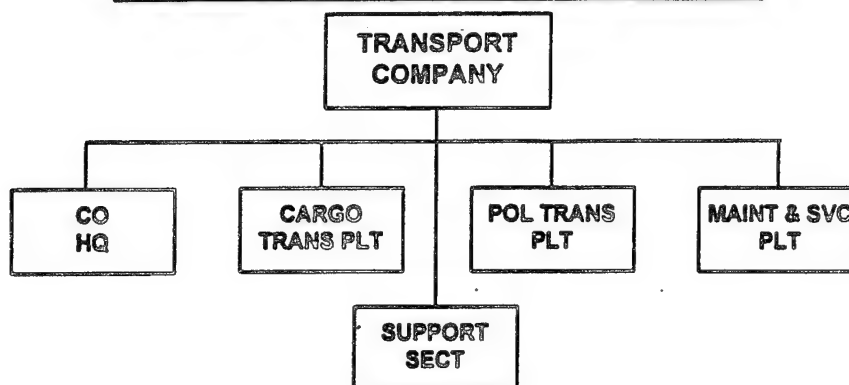 TRANSPORT
COMPANY
CO
HQ
CARGO
TRANS PLT
POL TRANS
PLT
MAINT & SVC
PLT
SUPPORT
SECT